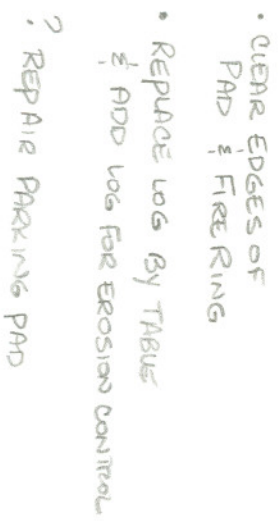 • CLEAR EDGES OF
PAD & FIRE RING
• REPLACE LOG BY TABLE
& ADD LOG FOR EROSION CONTROL
? REPAIR PARKING PAD